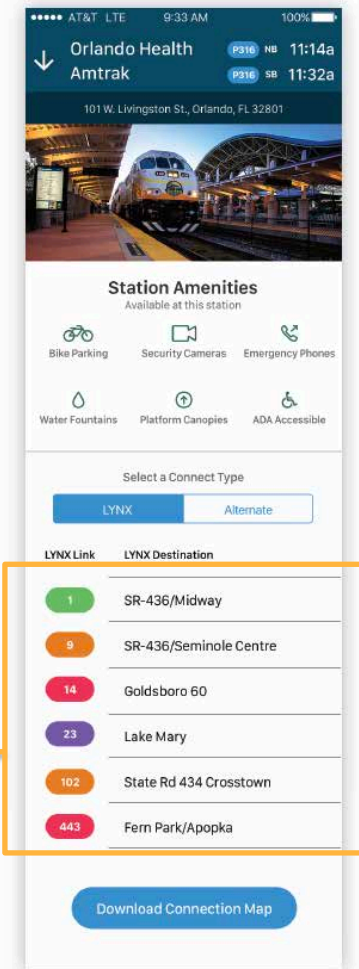 AT&T LTE 9:33 AM 100%
Orlando Health P316 NB 11:14a
Amtrak P316 SB 11:32a
101 W. Livingston St., Orlando, FL 32801
Station Amenities
Available at this station
Bike Parking Security Cameras Emergency Phones
Water Fountains Platform Canopies ADA Accessible
Select a Connect Type
LYNX Alternate
LYNX Link LYNX Destination
1 SR-436/Midway
9 SR-436/Seminole Centre
14 Goldsboro 60
23 Lake Mary
102 State Rd 434 Crosstown
443 Fern Park/Apopka
Download Connection Map